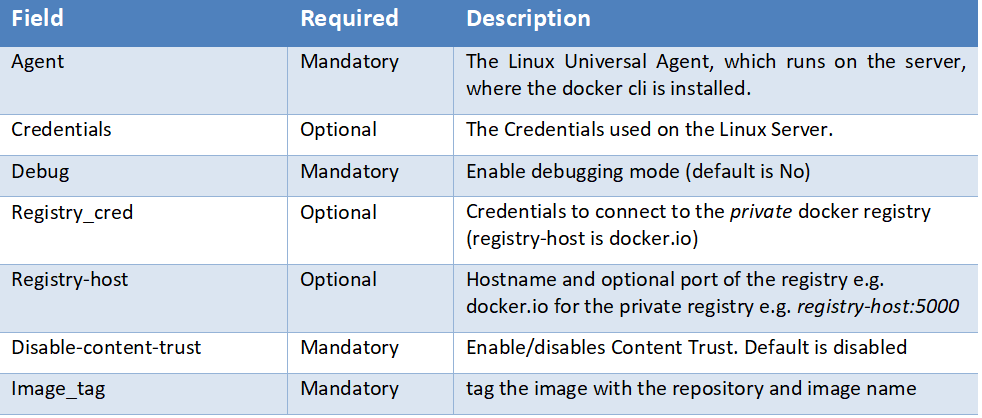 Field Required Description
Agent Mandatory The Linux Universal Agent, which runs on the server,
where the docker cli is installed.
Credentials Optional The Credentials used on the Linux Server.
Debug Mandatory Enable debugging mode (default is No)
Registry_cred Optional Credentials to connect to the private docker registry
(registry-host is docker.io)
Registry-host Optional Hostname and optional port of the registry e.g.
docker.io for the private registry e.g. registry-host:5000
Disable-content-trust Mandatory Enable/disables Content Trust. Default is disabled
Image_tag Mandatory tag the image with the repository and image name